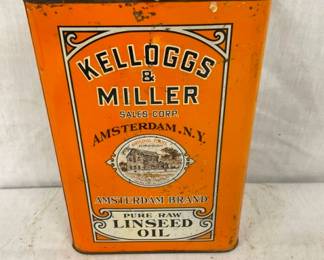 KELLOGGS
&
MILLER
SALES CORP.
AMSTERDAM, N.Y.
AMSTERDAM BRAND
PURE RAW
LINSEED
OIL